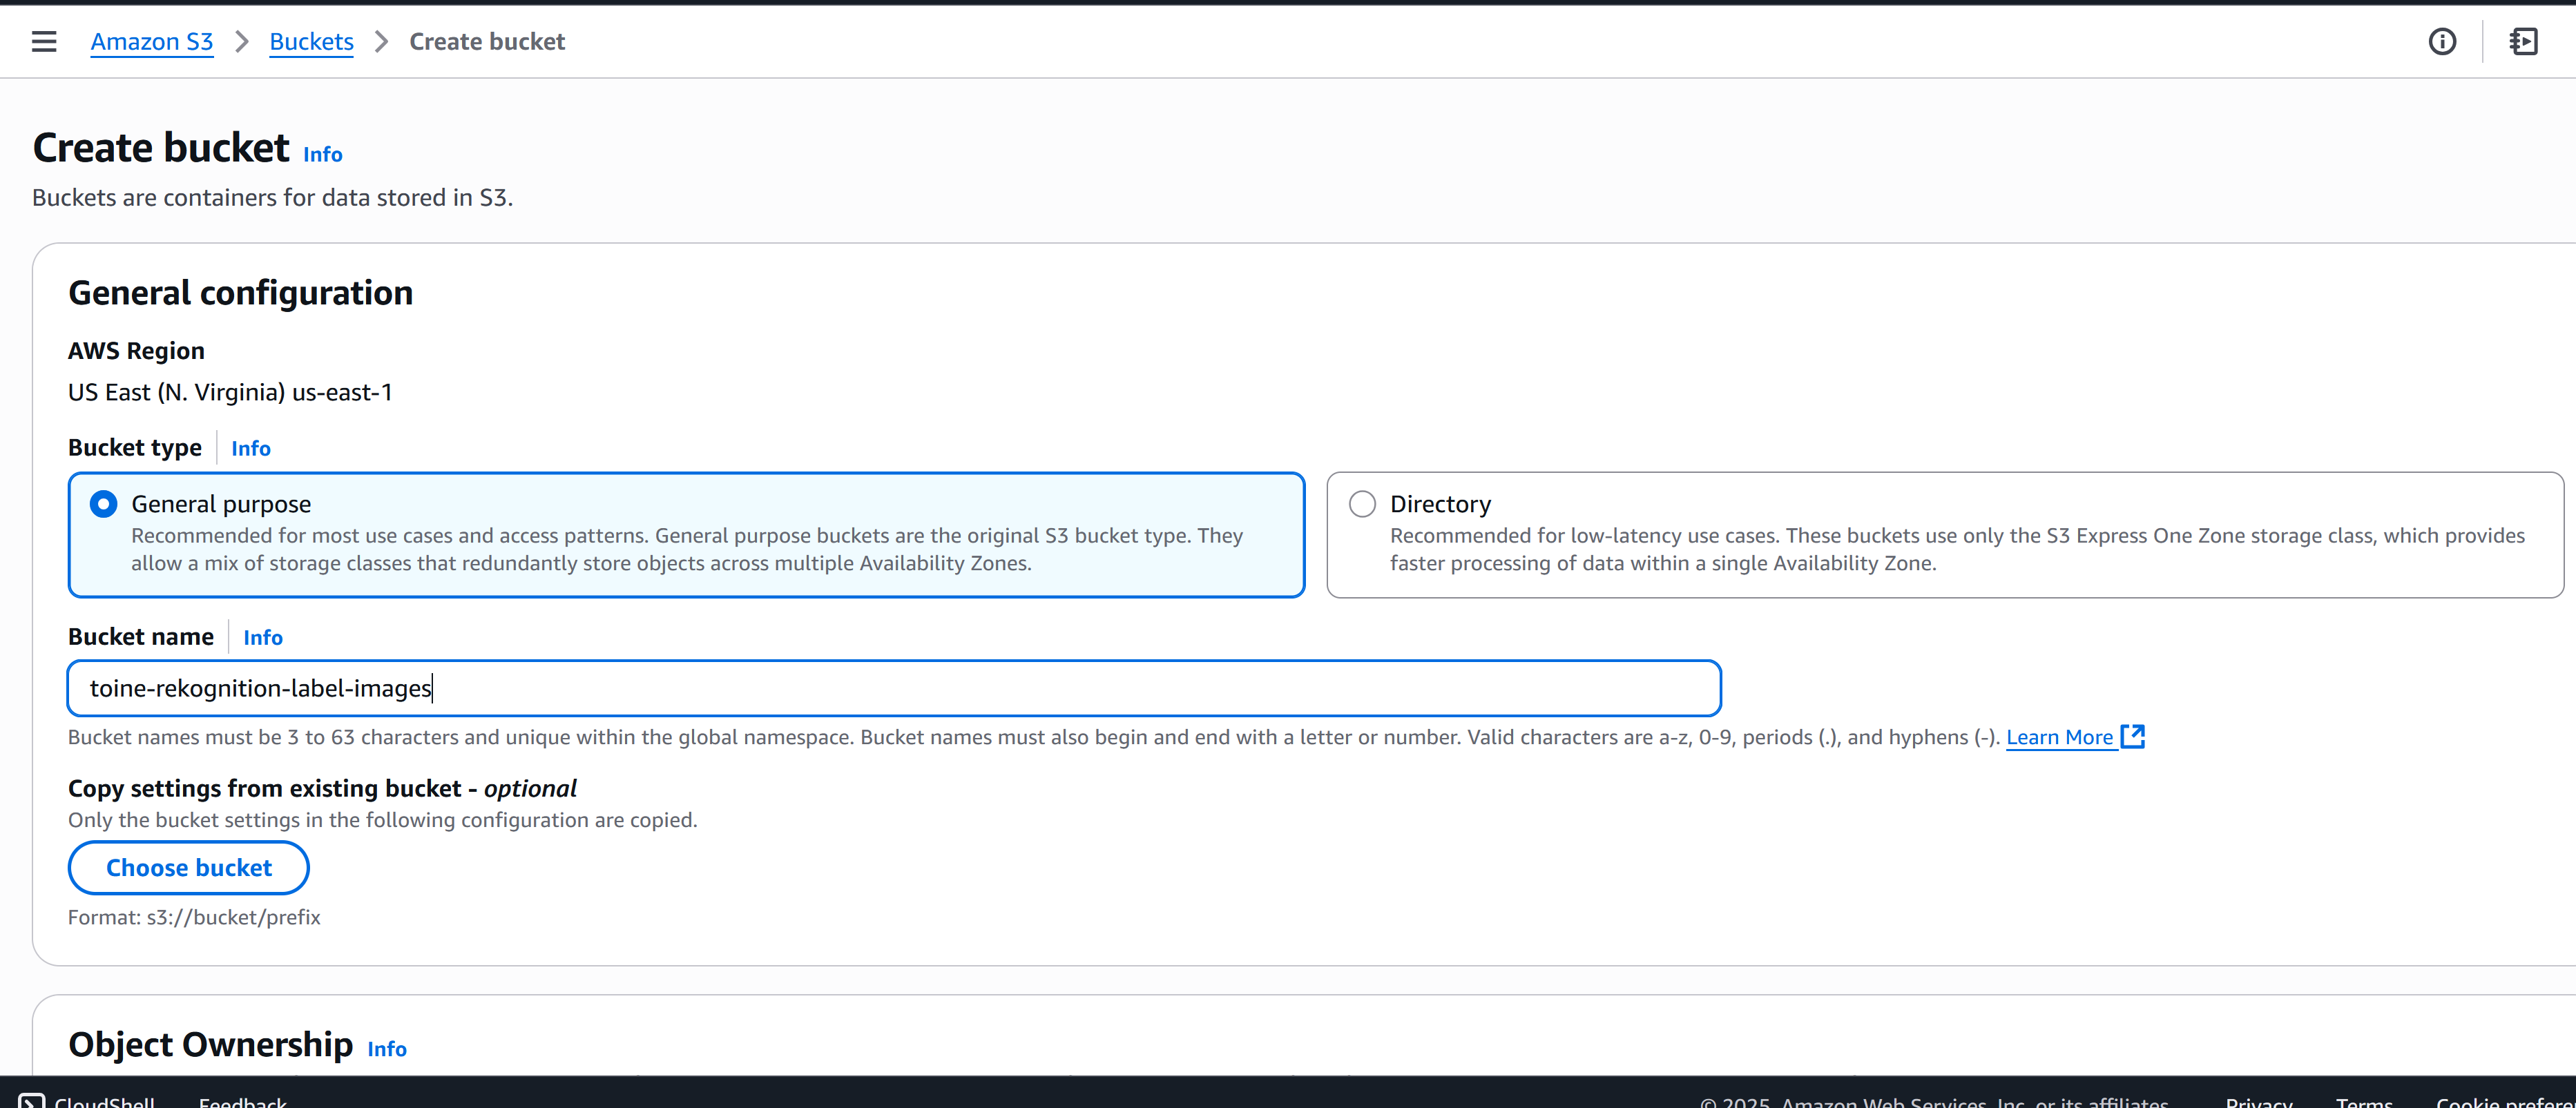 Amazon S3 > Buckets > Create bucket
Create bucket Info
Buckets are containers for data stored in S3.
General configuration
AWS Region
US East (N. Virginia) us-east-1
Bucket type Info
General purpose
Recommended for most use cases and access patterns. General purpose buckets are the original S3 bucket type. They
allow a mix of storage classes that redundantly store objects across multiple Availability Zones.
Directory
Recommended for low-latency use cases. These buckets use only the S3 Express One Zone storage class, which provides
faster processing of data within a single Availability Zone.
Bucket name Info
toine-rekognition-label-images
Bucket names must be 3 to 63 characters and unique within the global namespace. Bucket names must also begin and end with a letter or number. Valid characters are a-z, 0-9, periods (.), and hyphens (-). Learn More
Copy settings from existing bucket - optional
Only the bucket settings in the following configuration are copied.
Choose bucket
Format: s3://bucket/prefix
Object Ownership Info
CloudShell Feedback © 2025, Amazon Web Services, Inc. or its affiliates. Privacy Terms Cookie prefere